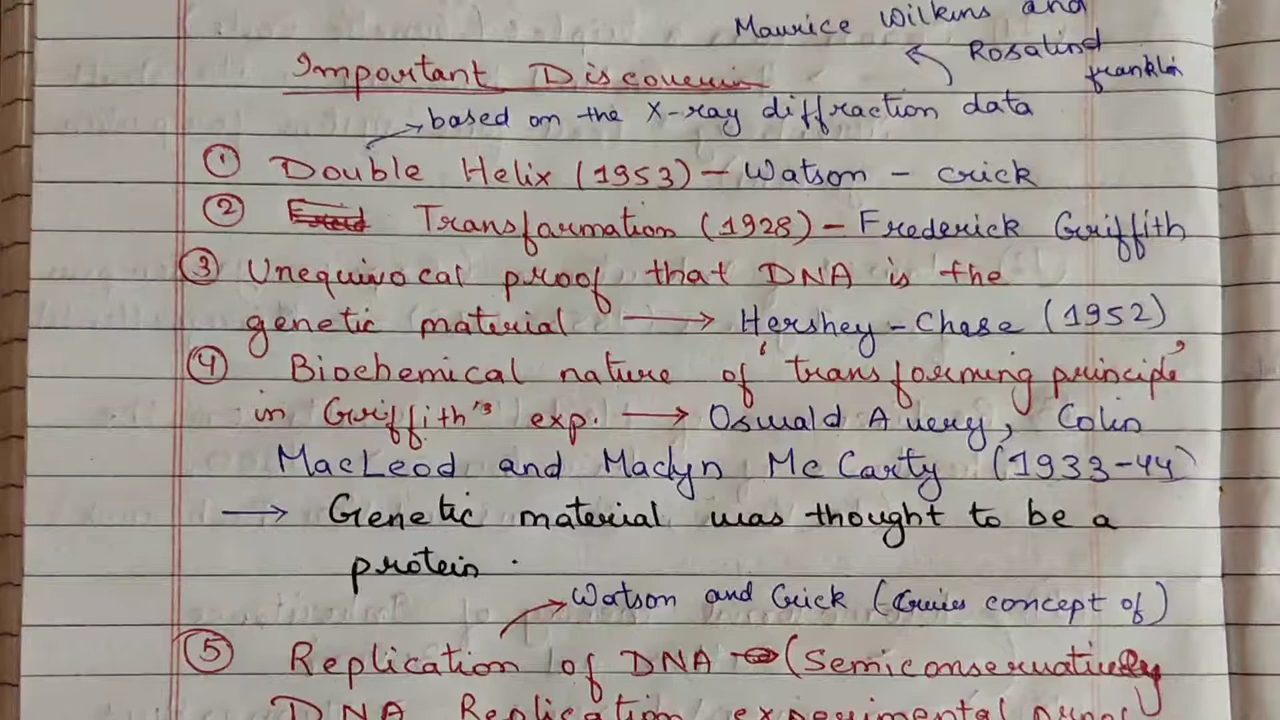 Maurice Wilkins and
Rosalind
franklin
Important Discoveries
based on the X-ray diffraction data
① Double Helix (1953) – Watson – Crick
② Transformation (1928) – Frederick Griffith
③ Unequivocal proof that DNA is the
genetic material → Hershey – Chase (1952)
④ Biochemical nature of 'transforming principle'
in Griffith's exp. → Oswald Avery, Colin
MacLeod and Maclyn McCarty (1933-44)
→ Genetic material was thought to be a
protein.
Watson and Crick (Gives concept of)
⑤ Replication of DNA (Semiconservatively
DNA Replication experimental